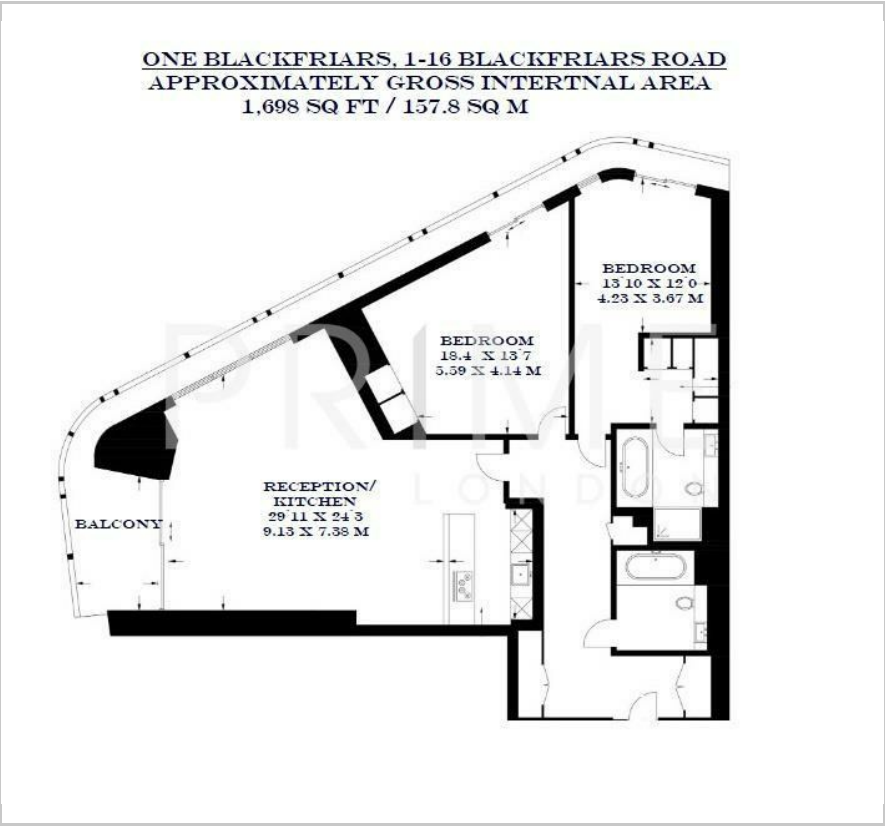 ONE BLACKFRIARS, 1-16 BLACKFRIARS ROAD
APPROXIMATELY GROSS INTERTNAL AREA
1,698 SQ FT / 157.8 SQ M
BEDROOM
13'10 X 12'0
4.23 X 3.67 M
BEDROOM
18.4 X 13'7
5.59 X 4.14 M
PRIME
LONDON
RECEPTION/
KITCHEN
29'11 X 24'3
9.13 X 7.38 M
BALCONY